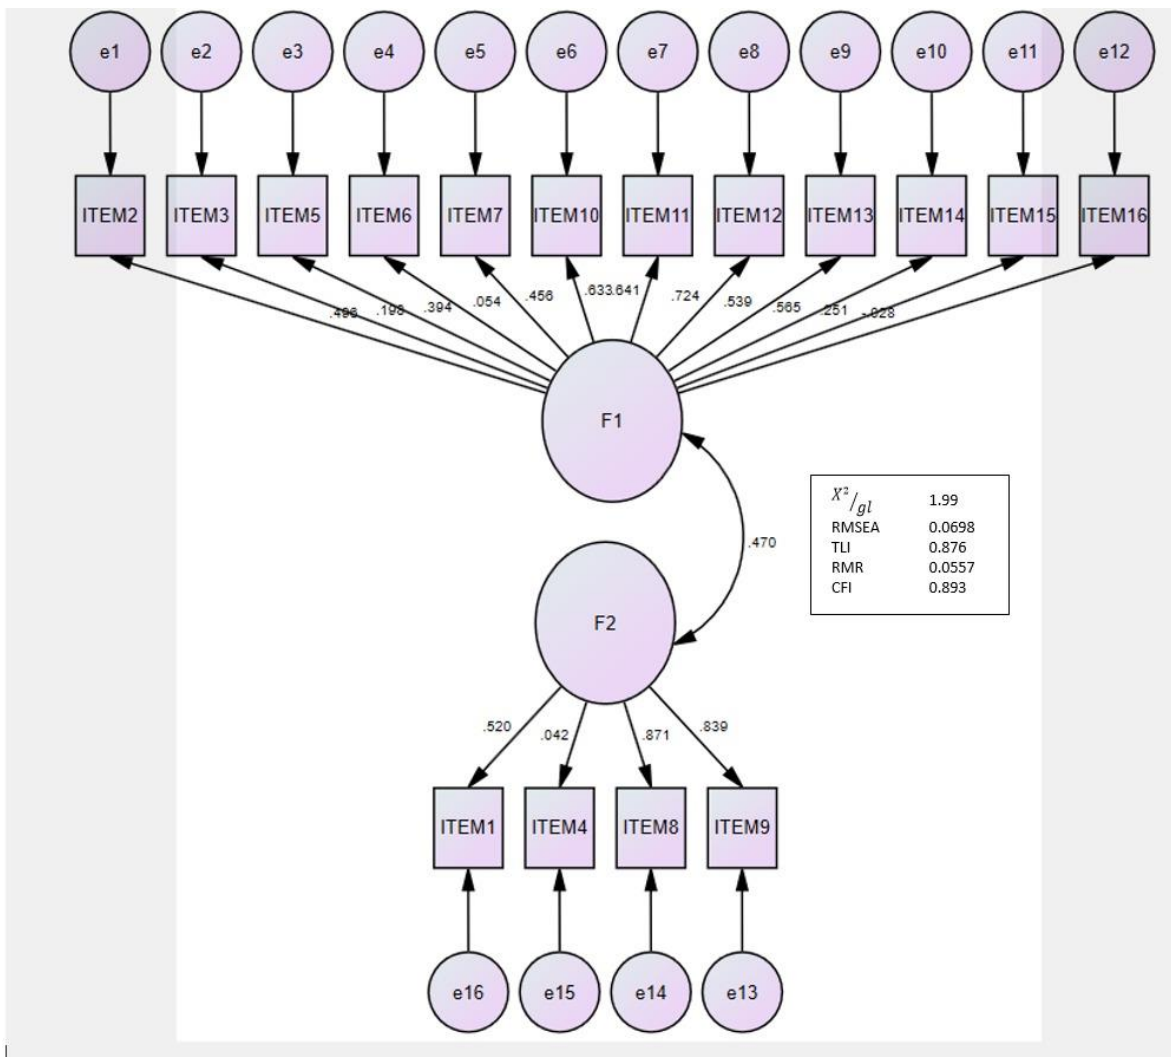 e1 e2 e3 e4 e5 e6 e7 e8 e9 e10 e11 e12
ITEM2 ITEM3 ITEM5 ITEM6 ITEM7 ITEM10 ITEM11 ITEM12 ITEM13 ITEM14 ITEM15 ITEM16
.496 .198 .394 .054 .456 .633 .641 .724 .539 .565 .251 -.028
F1
.470
X²/gl 1.99
RMSEA 0.0698
TLI 0.876
RMR 0.0557
CFI 0.893
F2
.520 .042 .871 .839
ITEM1 ITEM4 ITEM8 ITEM9
e16 e15 e14 e13